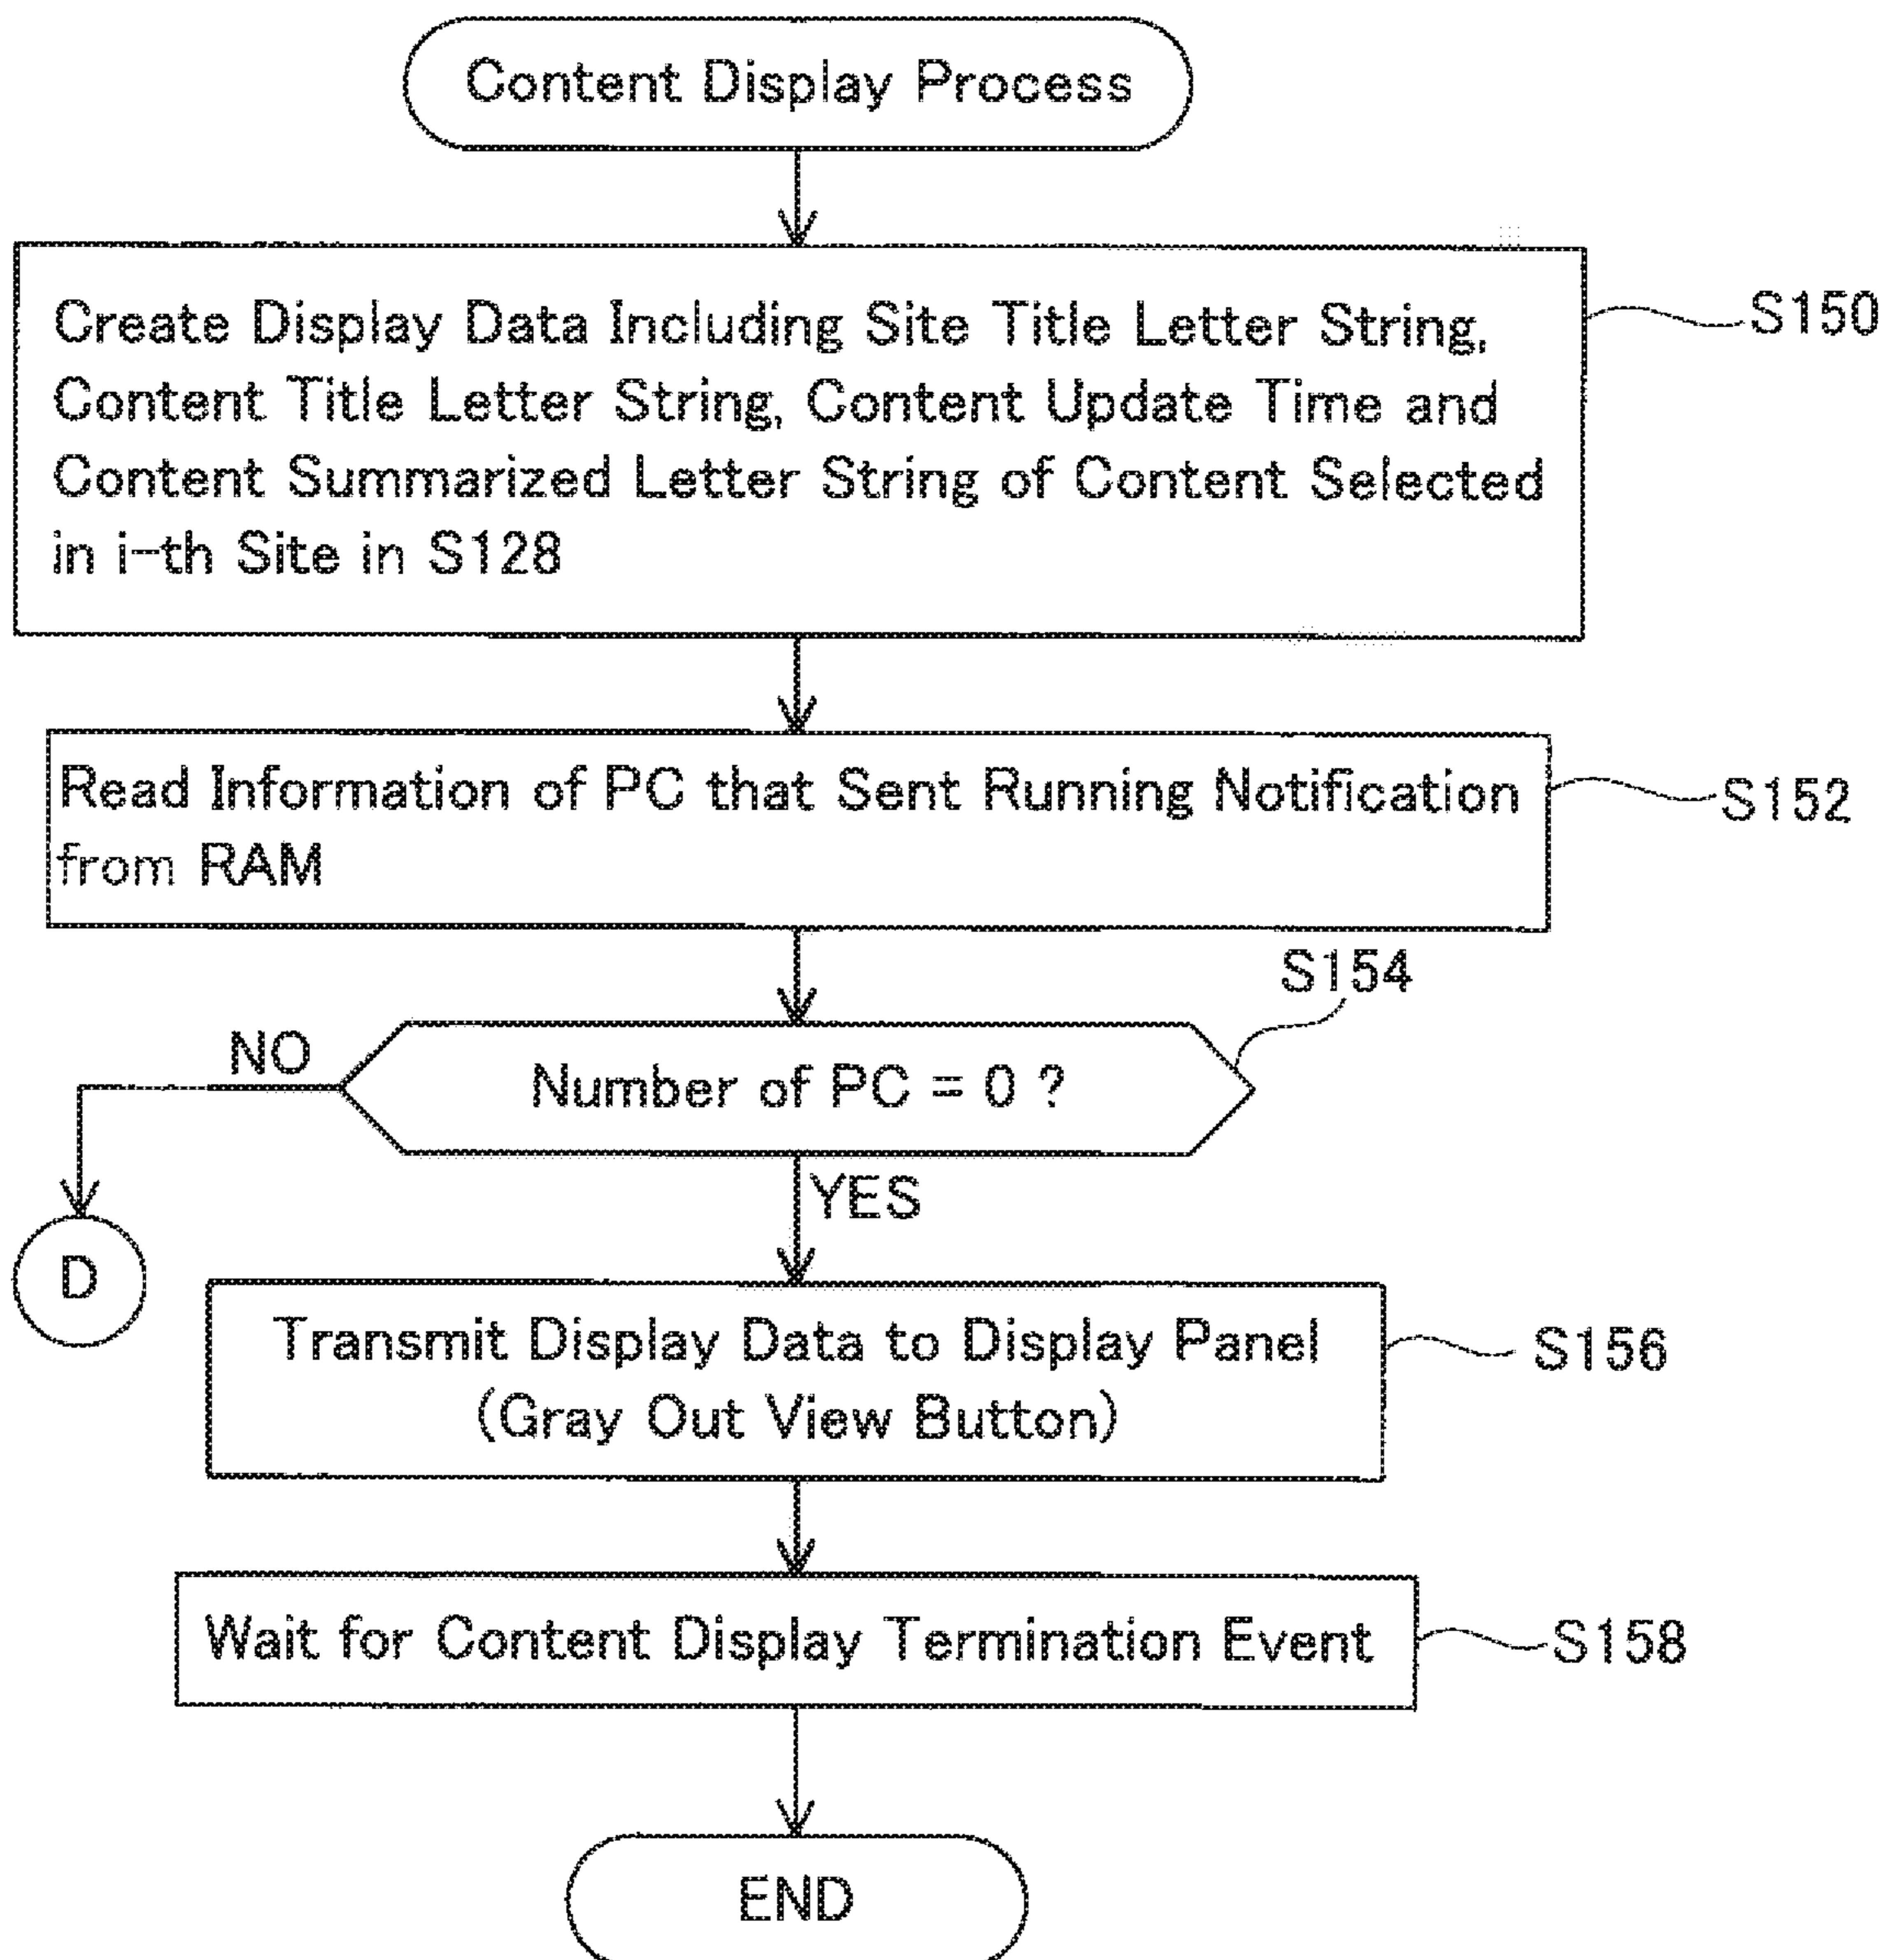 Content Display Process
Create Display Data Including Site Title Letter String,
Content Title Letter String, Content Update Time and
Content Summarized Letter String of Content Selected
in i-th Site in S128
S150
Read Information of PC that Sent Running Notification
from RAM
S152
S154
NO
Number of PC = 0 ?
YES
D
Transmit Display Data to Display Panel
(Gray Out View Button)
S156
Wait for Content Display Termination Event
S158
END